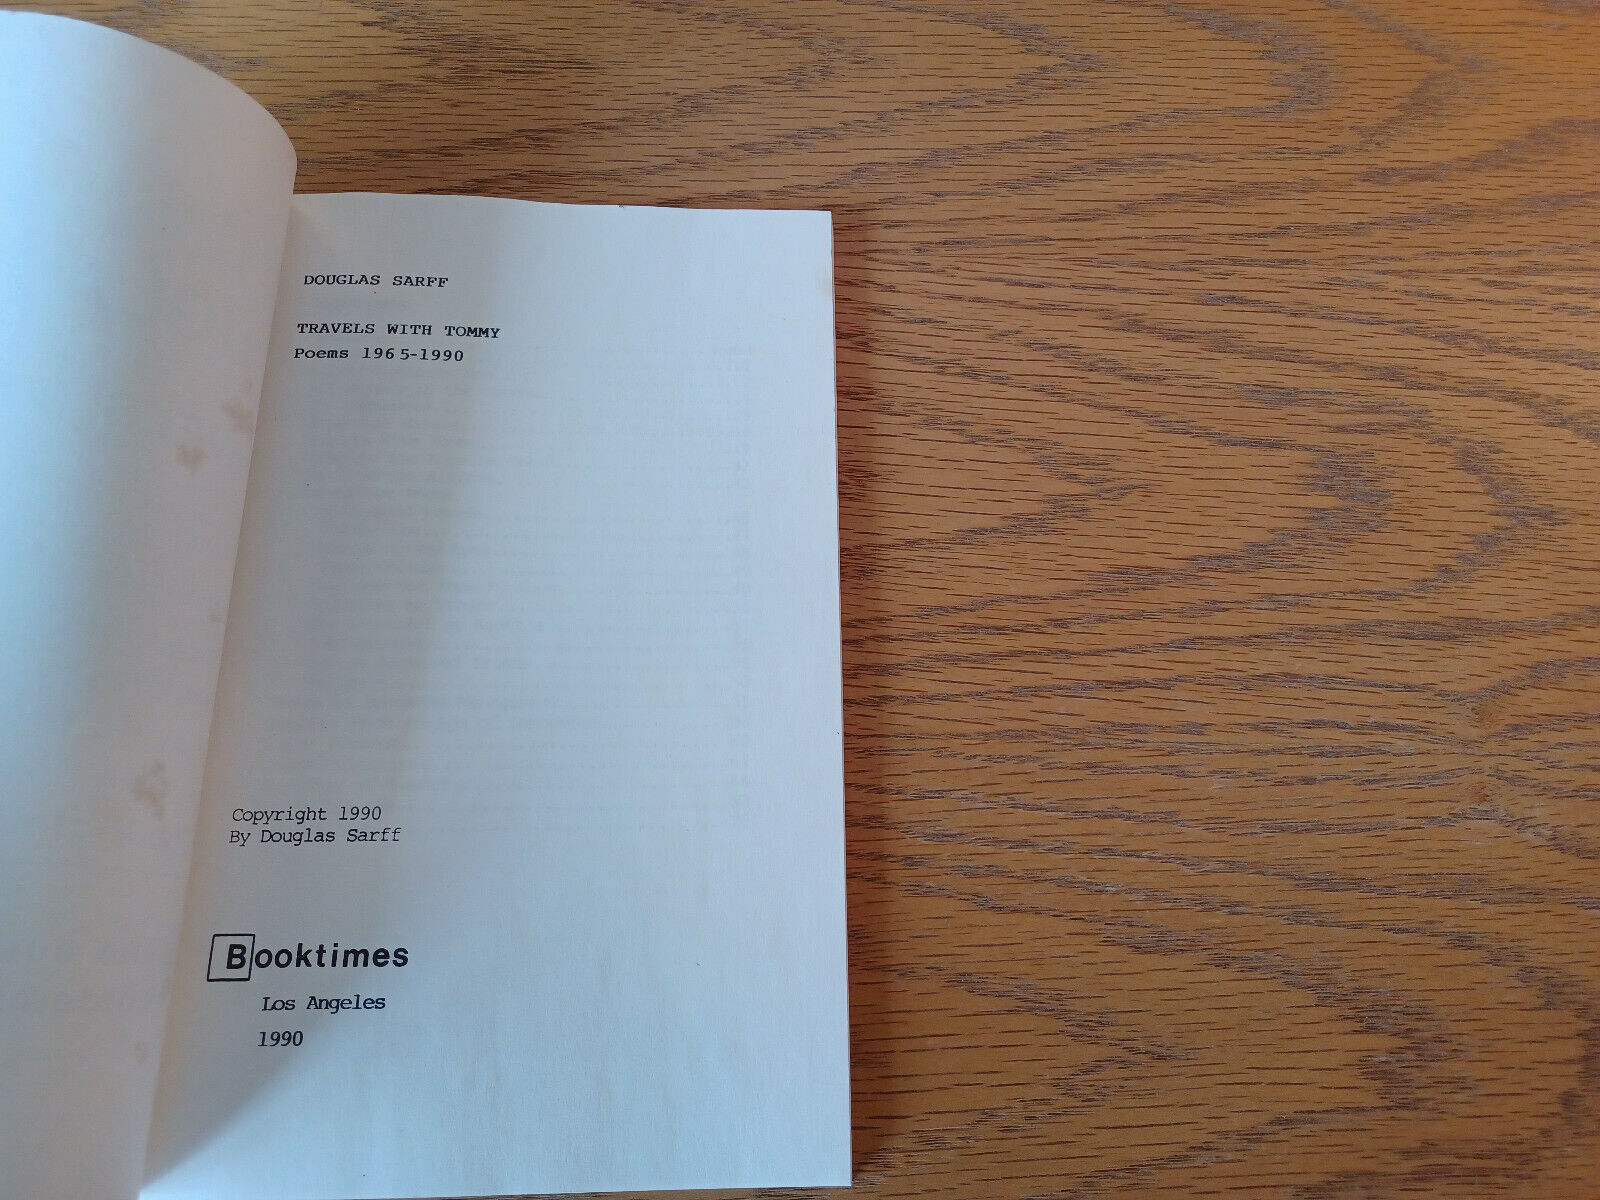 DOUGLAS SARFF
TRAVELS WITH TOMMY
Poems 1965-1990
Copyright 1990
By Douglas Sarff
Booktimes
Los Angeles
1990